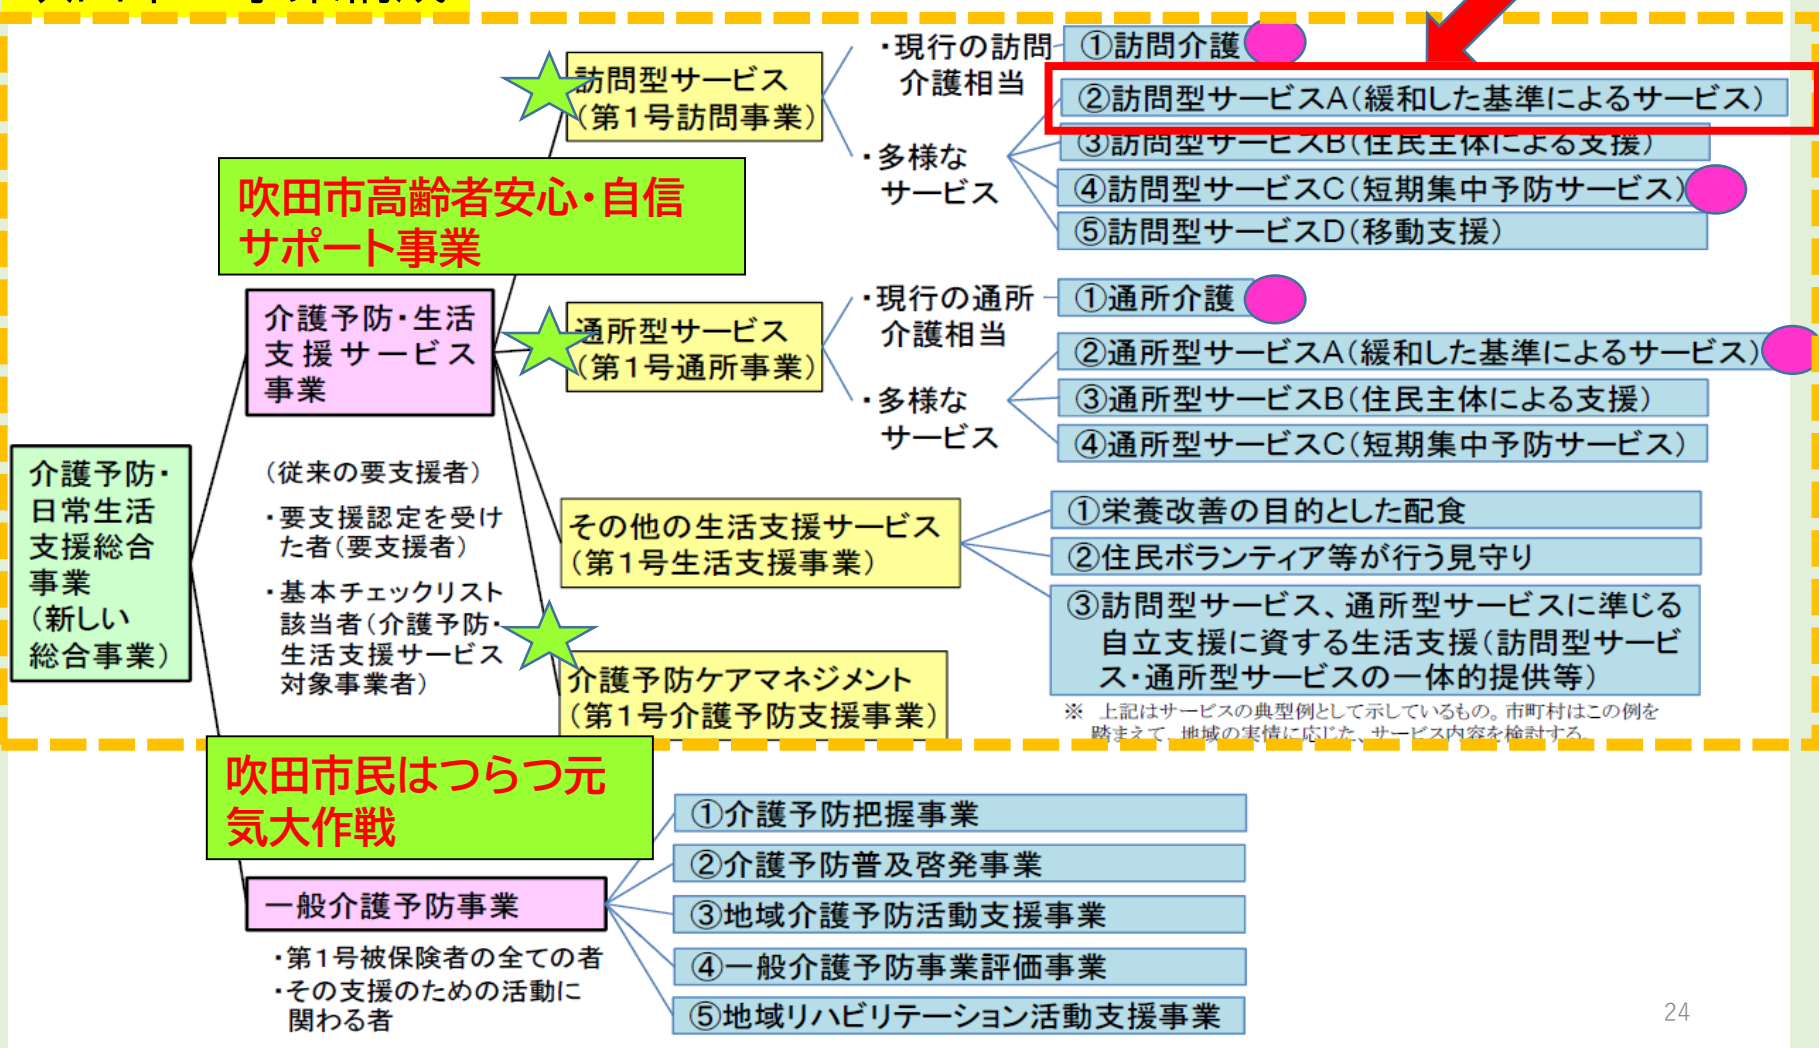 介護予防・
日常生活
支援総合
事業
（新しい
総合事業）
吹田市高齢者安心・自信
サポート事業
介護予防・生活
支援サービス
事業
（従来の要支援者）
・要支援認定を受け
た者（要支援者）
・基本チェックリスト
該当者（介護予防・
生活支援サービス
対象事業者）
訪問型サービス
（第１号訪問事業）
・現行の訪問
介護相当
①訪問介護
・多様な
サービス
②訪問型サービスA（緩和した基準によるサービス）
③訪問型サービスB（住民主体による支援）
④訪問型サービスC（短期集中予防サービス）
⑤訪問型サービスD（移動支援）
通所型サービス
（第１号通所事業）
・現行の通所
介護相当
①通所介護
・多様な
サービス
②通所型サービスA（緩和した基準によるサービス）
③通所型サービスB（住民主体による支援）
④通所型サービスC（短期集中予防サービス）
その他の生活支援サービス
（第１号生活支援事業）
①栄養改善の目的とした配食
②住民ボランティア等が行う見守り
③訪問型サービス、通所型サービスに準じる
自立支援に資する生活支援（訪問型サービ
ス・通所型サービスの一体的提供等）
介護予防ケアマネジメント
（第１号介護予防支援事業）
※ 上記はサービスの典型例として示しているもの。市町村はこの例を
踏まえて、地域の実情に応じた、サービス内容を検討する。
吹田市民はつらつ元
気大作戦
一般介護予防事業
・第１号被保険者の全ての者
・その支援のための活動に
関わる者
①介護予防把握事業
②介護予防普及啓発事業
③地域介護予防活動支援事業
④一般介護予防事業評価事業
⑤地域リハビリテーション活動支援事業
24